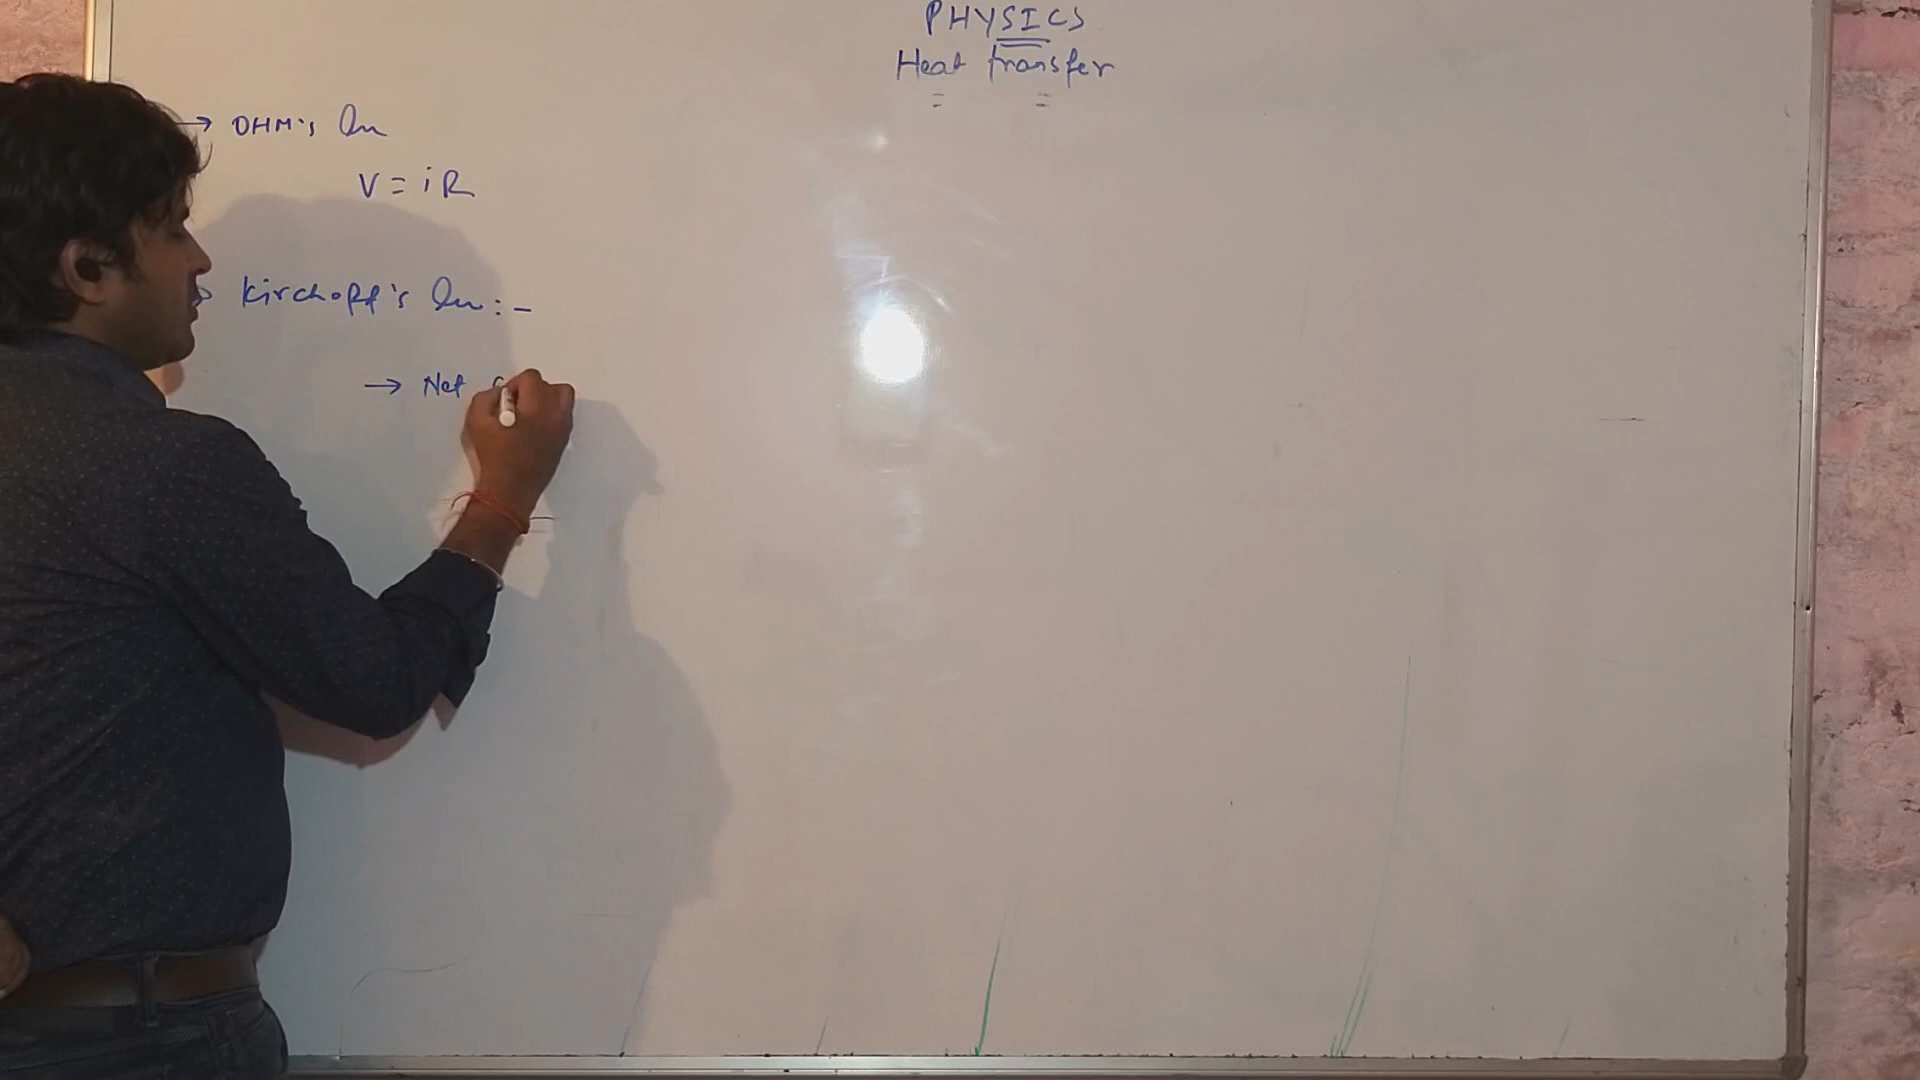 PHYSICS
Heat transfer
→ OHM's law
V = iR
Kirchoff's law :-
→ Net